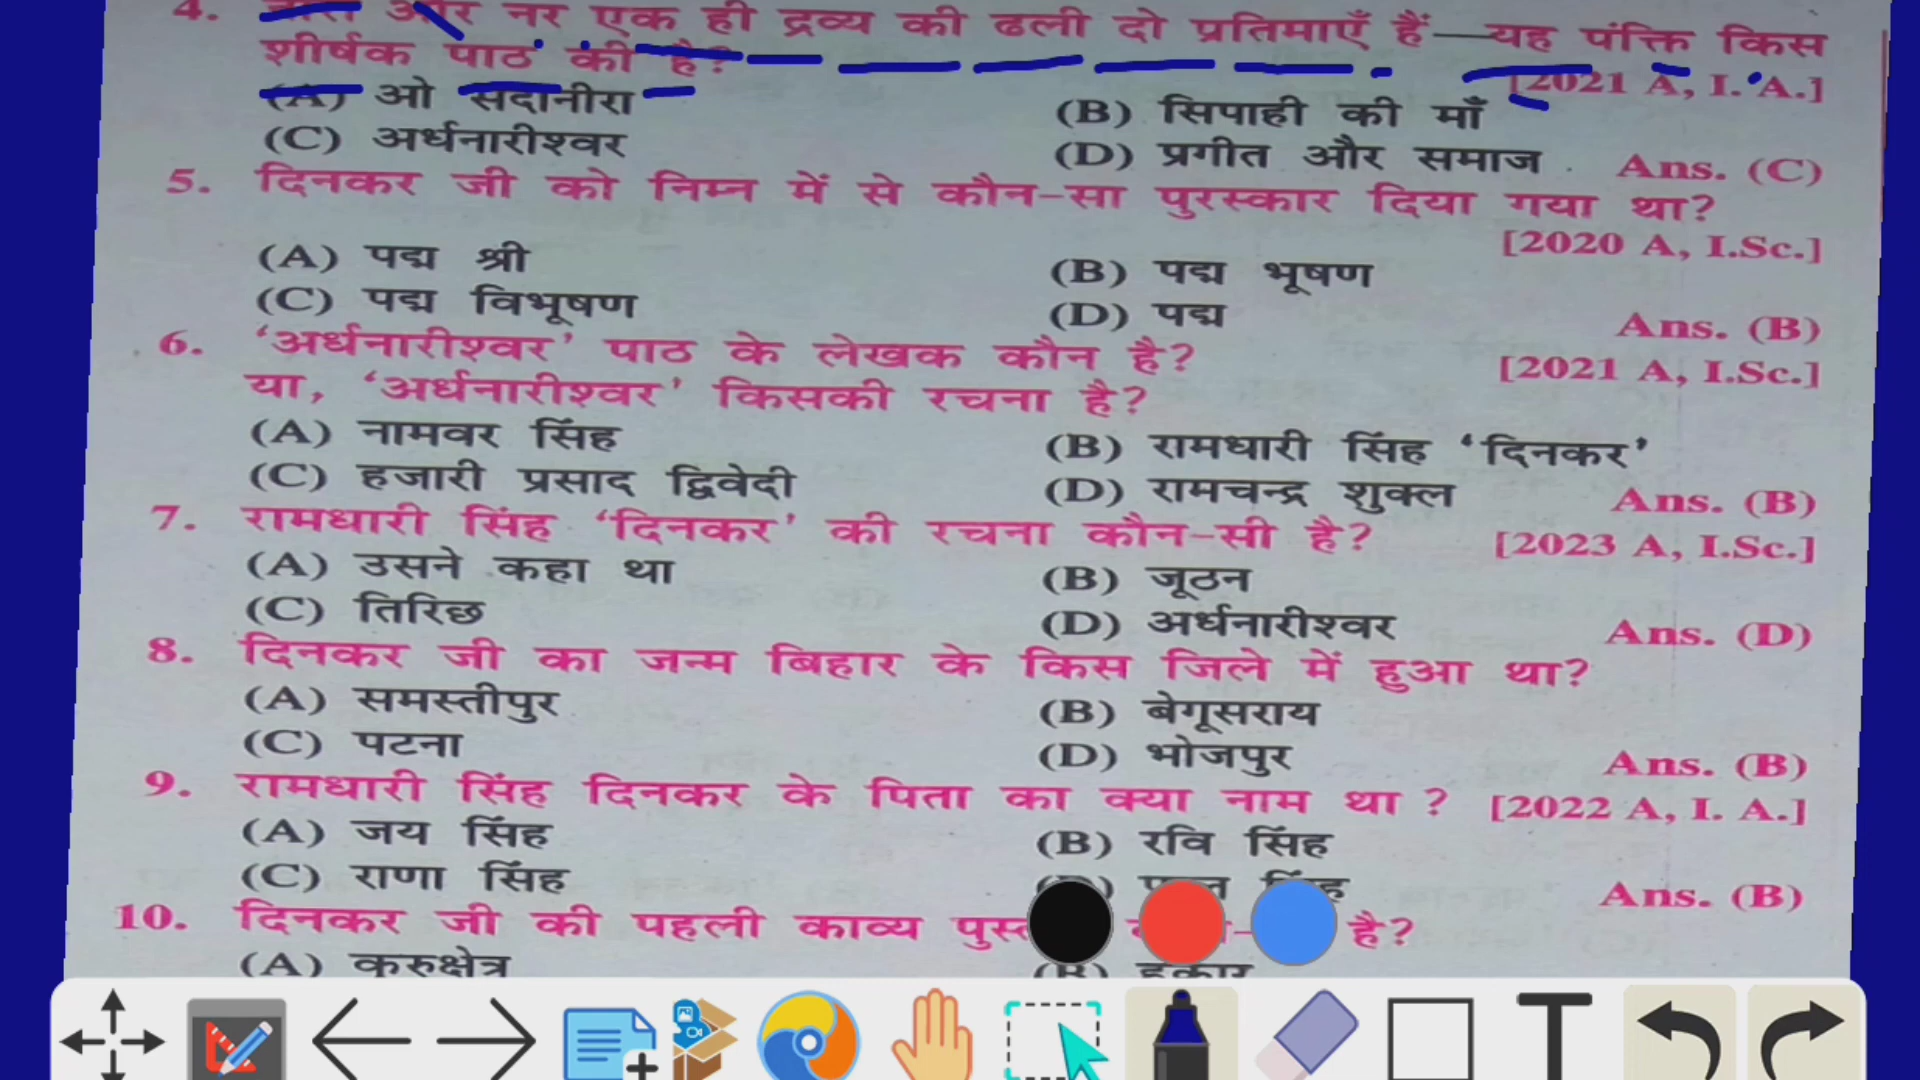 4. और नर एक ही द्रव्य की ढली दो प्रतिमाएँ हैं—यह पंक्ति किस
शीर्षक पाठ की है?
[2021 A, I. A.]
(A) ओ सदानीरा (B) सिपाही की माँ
(C) अर्धनारीश्वर (D) प्रगीत और समाज Ans. (C)
5. दिनकर जी को निम्न में से कौन-सा पुरस्कार दिया गया था?
[2020 A, I.Sc.]
(A) पद्म श्री (B) पद्म भूषण
(C) पद्म विभूषण (D) पद्म Ans. (B)
6. ‘अर्धनारीश्वर’ पाठ के लेखक कौन है? [2021 A, I.Sc.]
या, ‘अर्धनारीश्वर’ किसकी रचना है?
(A) नामवर सिंह (B) रामधारी सिंह ‘दिनकर’
(C) हजारी प्रसाद द्विवेदी (D) रामचन्द्र शुक्ल Ans. (B)
7. रामधारी सिंह ‘दिनकर’ की रचना कौन-सी है? [2023 A, I.Sc.]
(A) उसने कहा था (B) जूठन
(C) तिरिछ (D) अर्धनारीश्वर Ans. (D)
8. दिनकर जी का जन्म बिहार के किस जिले में हुआ था?
(A) समस्तीपुर (B) बेगूसराय
(C) पटना (D) भोजपुर Ans. (B)
9. रामधारी सिंह दिनकर के पिता का क्या नाम था ? [2022 A, I. A.]
(A) जय सिंह (B) रवि सिंह
(C) राणा सिंह Ans. (B)
10. दिनकर जी की पहली काव्य है?
(A) करुक्षेत्र (B) हुंकार